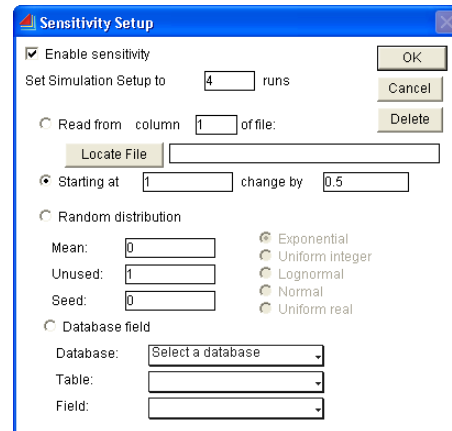 Sensitivity Setup
Enable sensitivity
OK
Set Simulation Setup to 4 runs
Cancel
Read from column 1 of file:
Delete
Locate File
Starting at 1 change by 0.5
Random distribution
Mean: 0
Unused: 1
Seed: 0
Exponential
Uniform integer
Lognormal
Normal
Uniform real
Database field
Database: Select a database
Table:
Field: